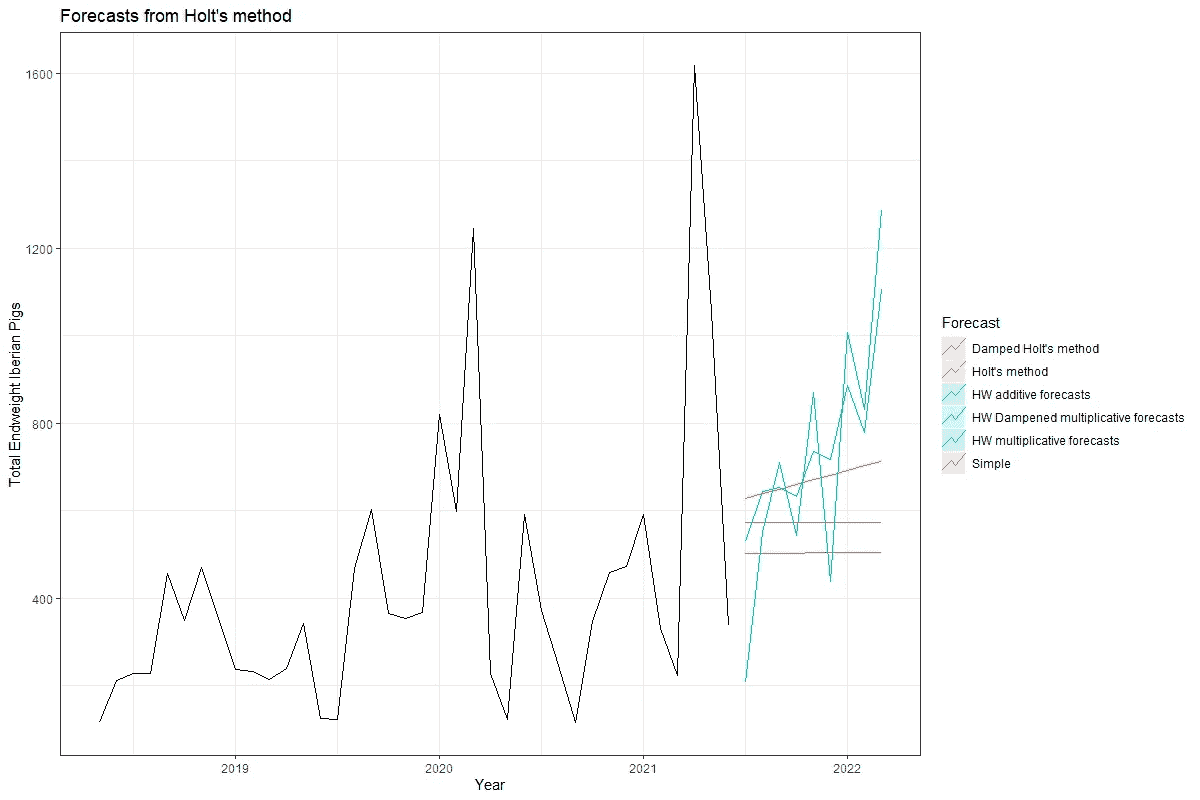 Forecasts from Holt's method
Total Endweight Iberian Pigs
1600
1200
800
400
2019
2020
2021
2022
Year
Forecast
Damped Holt's method
Holt's method
HW additive forecasts
HW Dampened multiplicative forecasts
HW multiplicative forecasts
Simple